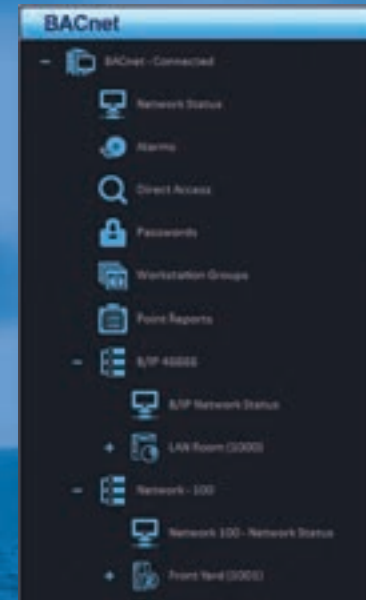 BACnet
BACnet - Connected
Network Status
Alarms
Direct Access
Passwords
Workstation Groups
Point Reports
B/IP 40000
B/IP Network Status
LAN Room (1000)
Network - 100
Network 100 - Network Status
Front Yard (1001)